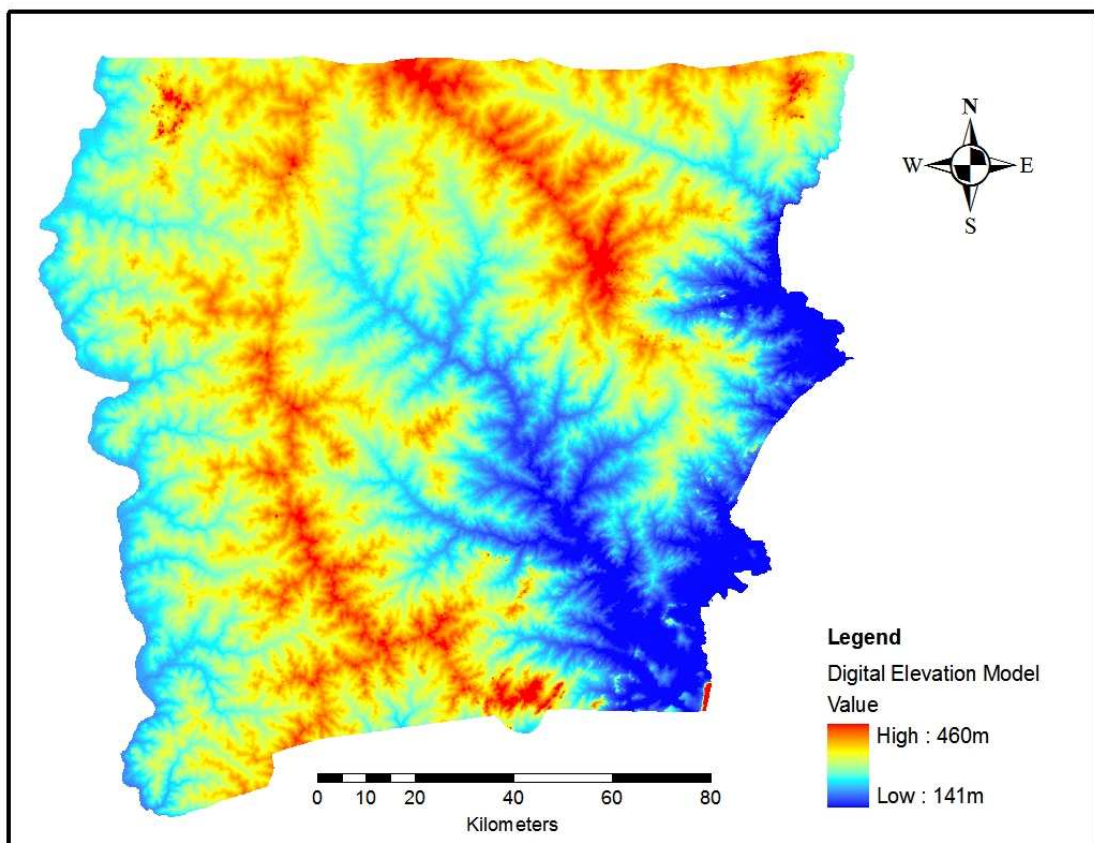 N
W E
S
Legend
Digital Elevation Model
Value
High : 460m
Low : 141m
0 10 20 40 60 80
Kilometers